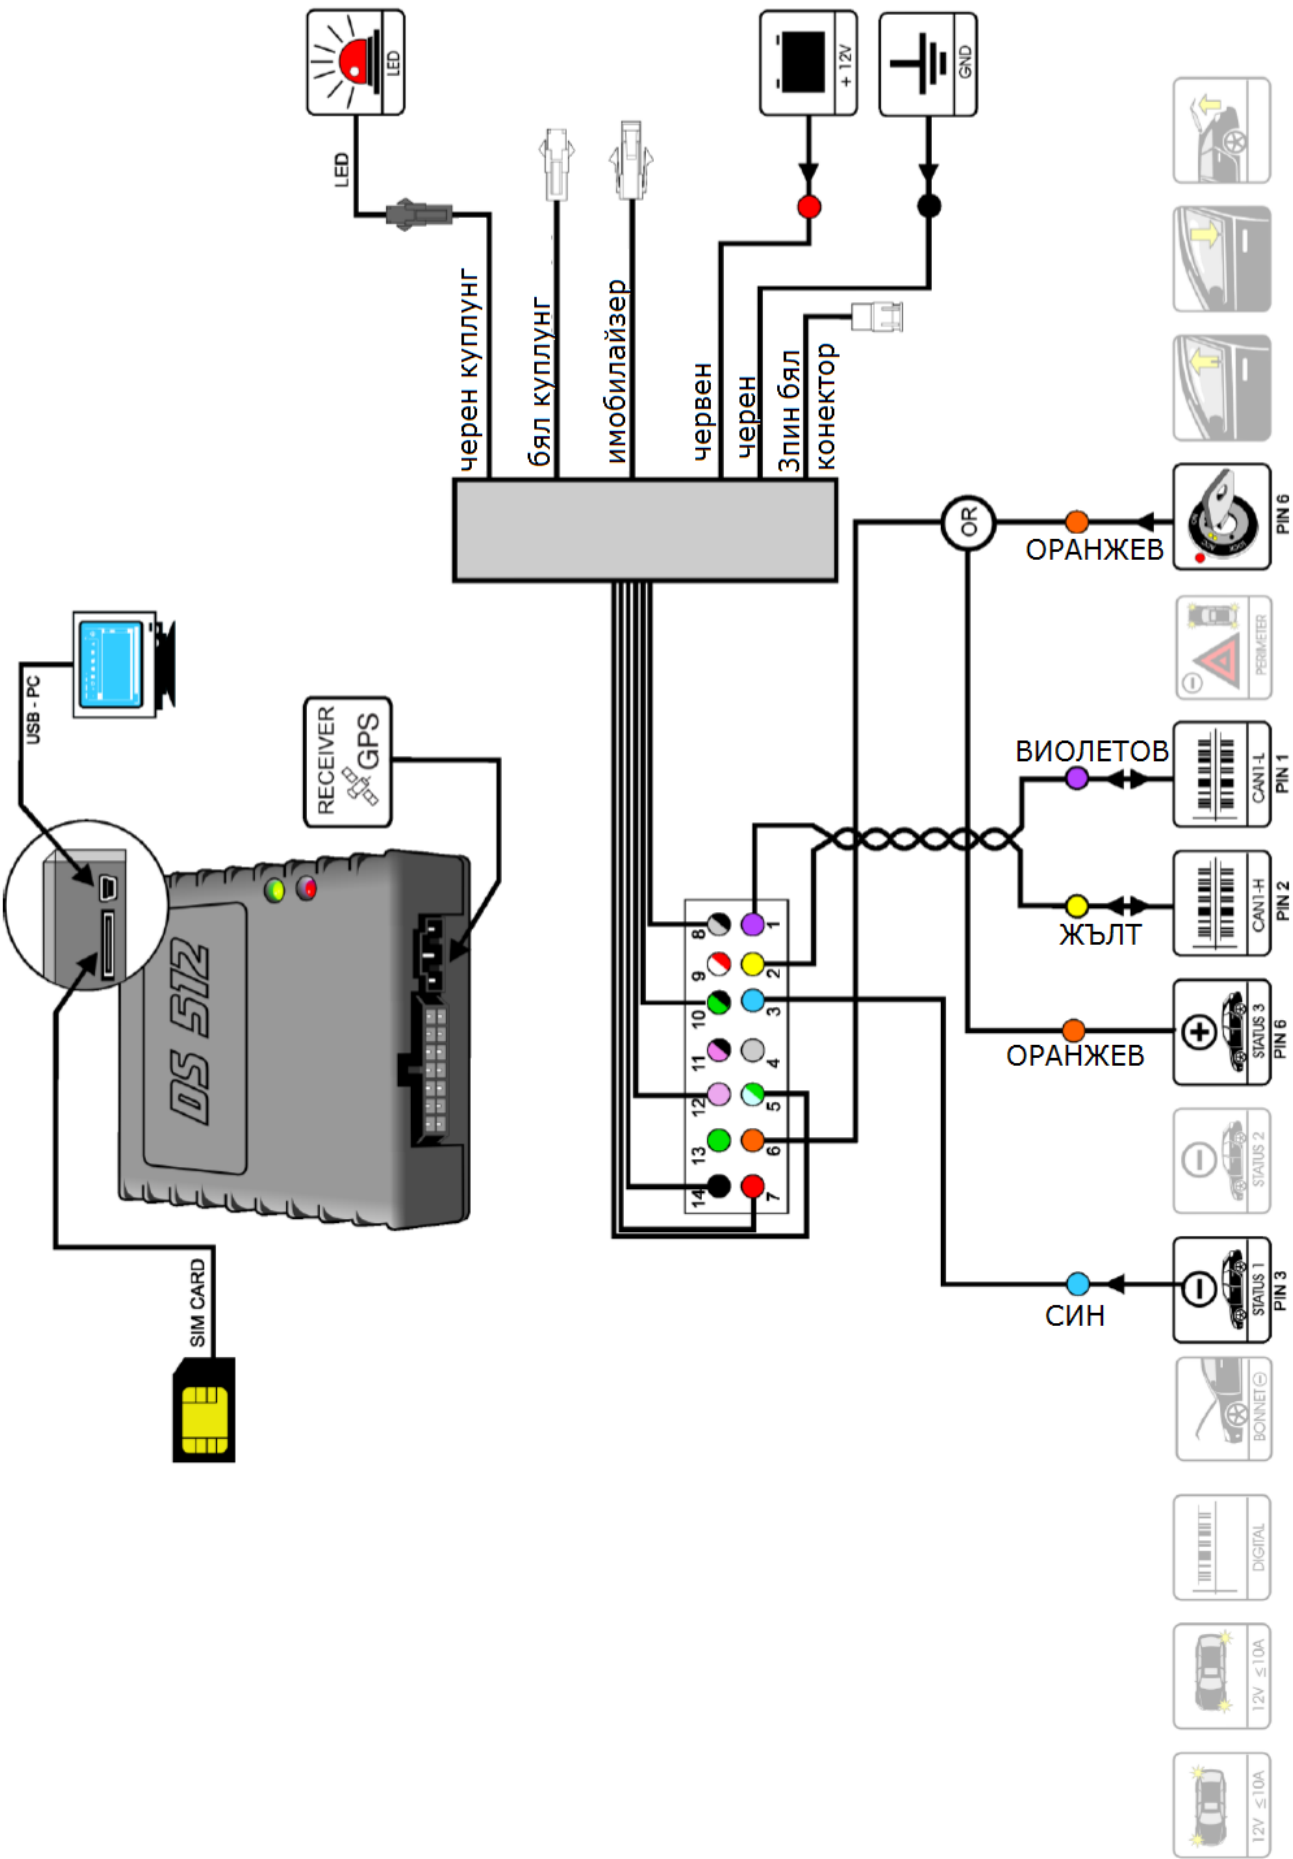 LED
LED
+ 12V
GND
черен куплунг
бял куплунг
имобилайзер
червен
черен
3пин бял
конектор
USB - PC
RECEIVER
GPS
DS 512
SIM CARD
OR
ОРАНЖЕВ
ON
ACC
LOCK
PIN 6
PERIMETER
ВИОЛЕТОВ
CAN1-L
PIN 1
ЖЪЛТ
CAN1-H
PIN 2
ОРАНЖЕВ
STATUS 3
PIN 6
STATUS 2
СИН
STATUS 1
PIN 3
BONNET
DIGITAL
12V ≤10A
12V ≤10A
8 1
9 2
10 3
11 4
12 5
13 6
14 7